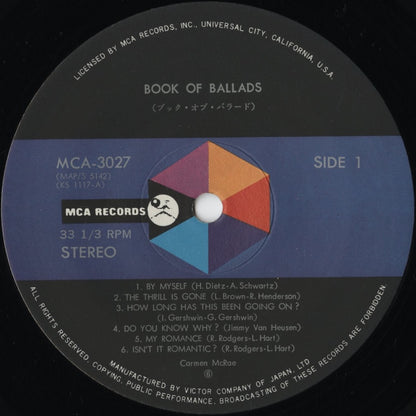 LICENSED BY MCA RECORDS, INC., UNIVERSAL CITY, CALIFORNIA, U.S.A.
BOOK OF BALLADS
(ブック・オブ・バラード)
MCA-3027
SIDE 1
(MAP/S 5142)
(KS 1117-A)
MCA RECORDS
33 1/3 RPM
STEREO
1. BY MYSELF (H. Dietz-A. Schwartz)
2. THE THRILL IS GONE (L. Brown-R. Henderson)
3. HOW LONG HAS THIS BEEN GOING ON ?
(I. Gershwin-G. Gershwin)
4. DO YOU KNOW WHY ? (Jimmy Van Heusen)
5. MY ROMANCE (R. Rodgers-L. Hart)
6. ISN'T IT ROMANTIC ? (R. Rodgers-L. Hart)
Carmen McRae
6
MANUFACTURED BY VICTOR COMPANY OF JAPAN, LTD
ALL RIGHTS RESERVED. UNAUTHORIZED COPYING, PUBLIC PERFORMANCE, BROADCASTING OF THESE RECORDS ARE FORBIDDEN.